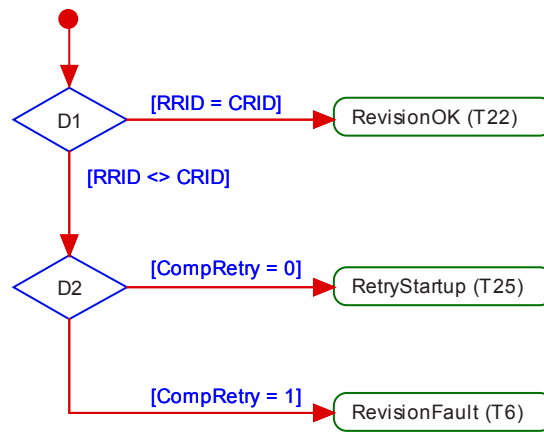 [RRID = CRID]
D1
RevisionOK (T22)
[RRID <> CRID]
[CompRetry = 0]
D2
RetryStartup (T25)
[CompRetry = 1]
RevisionFault (T6)